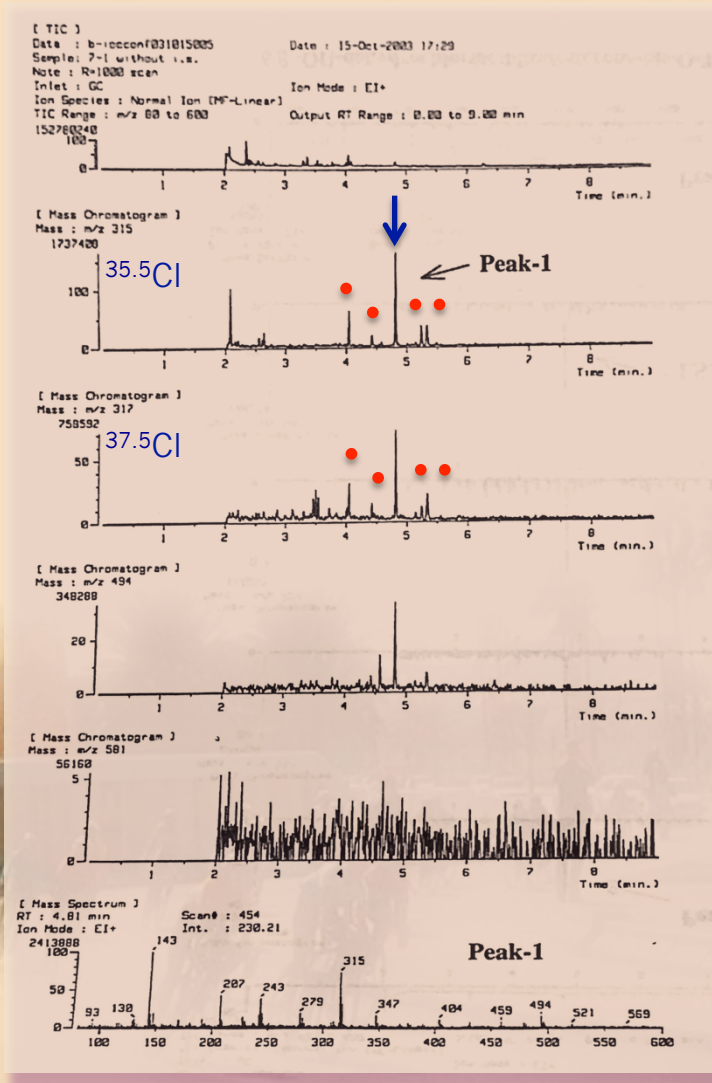 [ TIC ]
Data : Date : 15-Oct-2003 17:29
Sample: 7-1 without i.s.
Note : R=1000 scan
Inlet : GC Ion Mode : EI+
Ion Species : Normal Ion [MF-Linear]
TIC Range : m/z 80 to 600 Output RT Range : 0.00 to 9.00 min
152780240
100
0
1 2 3 4 5 6 7 8
Time (min.)
[ Mass Chromatogram ]
Mass : m/z 315
1737408
35.5Cl
Peak-1
100
0
1 2 3 4 5 6 7 8
Time (min.)
[ Mass Chromatogram ]
Mass : m/z 317
758592
37.5Cl
50
0
1 2 3 4 5 6 7 8
Time (min.)
[ Mass Chromatogram ]
Mass : m/z 494
348288
20
0
1 2 3 4 5 6 7 8
Time (min.)
[ Mass Chromatogram ]
Mass : m/z 581
56160
5
0
1 2 3 4 5 6 7 8
Time (min.)
[ Mass Spectrum ]
RT : 4.81 min Scan# : 454
Ion Mode : EI+ Int. : 230.21
2413888
Peak-1
100
50
0
93 130 143 207 243 279 315 347 404 459 494 521 569
100 150 200 250 300 350 400 450 500 550 600